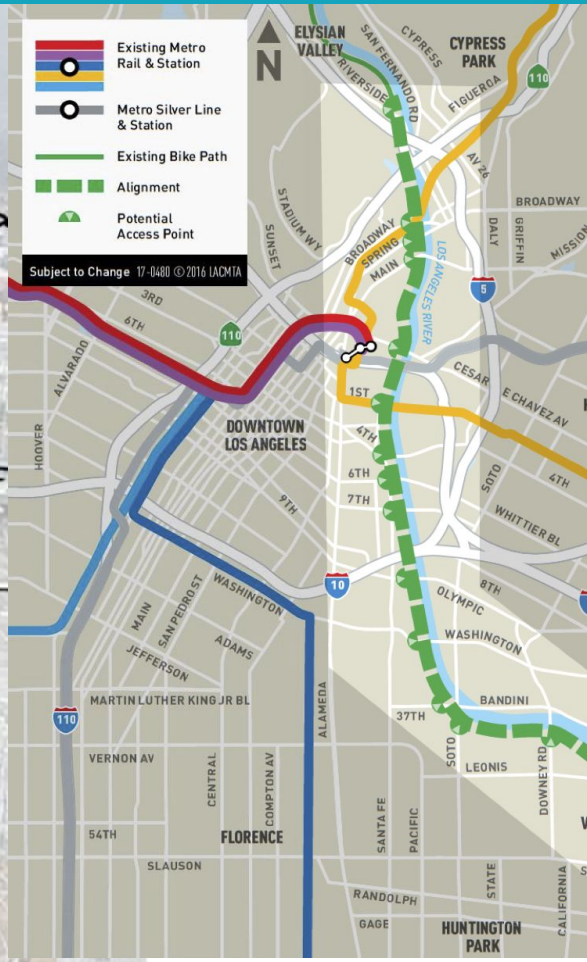 Existing Metro
Rail & Station
Metro Silver Line
& Station
Existing Bike Path
Alignment
Potential
Access Point
Subject to Change 17-0480 © 2016 LACMTA
N
ELYSIAN
VALLEY
RIVERSIDE
SAN FERNANDO RD
CYPRESS
CYPRESS
PARK
FIGUEROA
110
AV 26
STADIUM WY
SUNSET
BROADWAY
SPRING
MAIN
LOS ANGELES RIVER
DALY
GRIFFIN
BROADWAY
MISSION
5
3RD
6TH
110
ALVARADO
HOOVER
DOWNTOWN
LOS ANGELES
1ST
4TH
6TH
7TH
9TH
CESAR E CHAVEZ AV
SOTO
4TH
WHITTIER BL
10
8TH
OLYMPIC
WASHINGTON
WASHINGTON
MAIN
SAN PEDRO ST
ADAMS
JEFFERSON
MARTIN LUTHER KING JR BL
110
ALAMEDA
37TH
BANDINI
VERNON AV
CENTRAL
COMPTON AV
SOTO
LEONIS
DOWNEY RD
54TH
FLORENCE
SANTA FE
PACIFIC
SLAUSON
STATE
CALIFORNIA
RANDOLPH
GAGE
HUNTINGTON
PARK